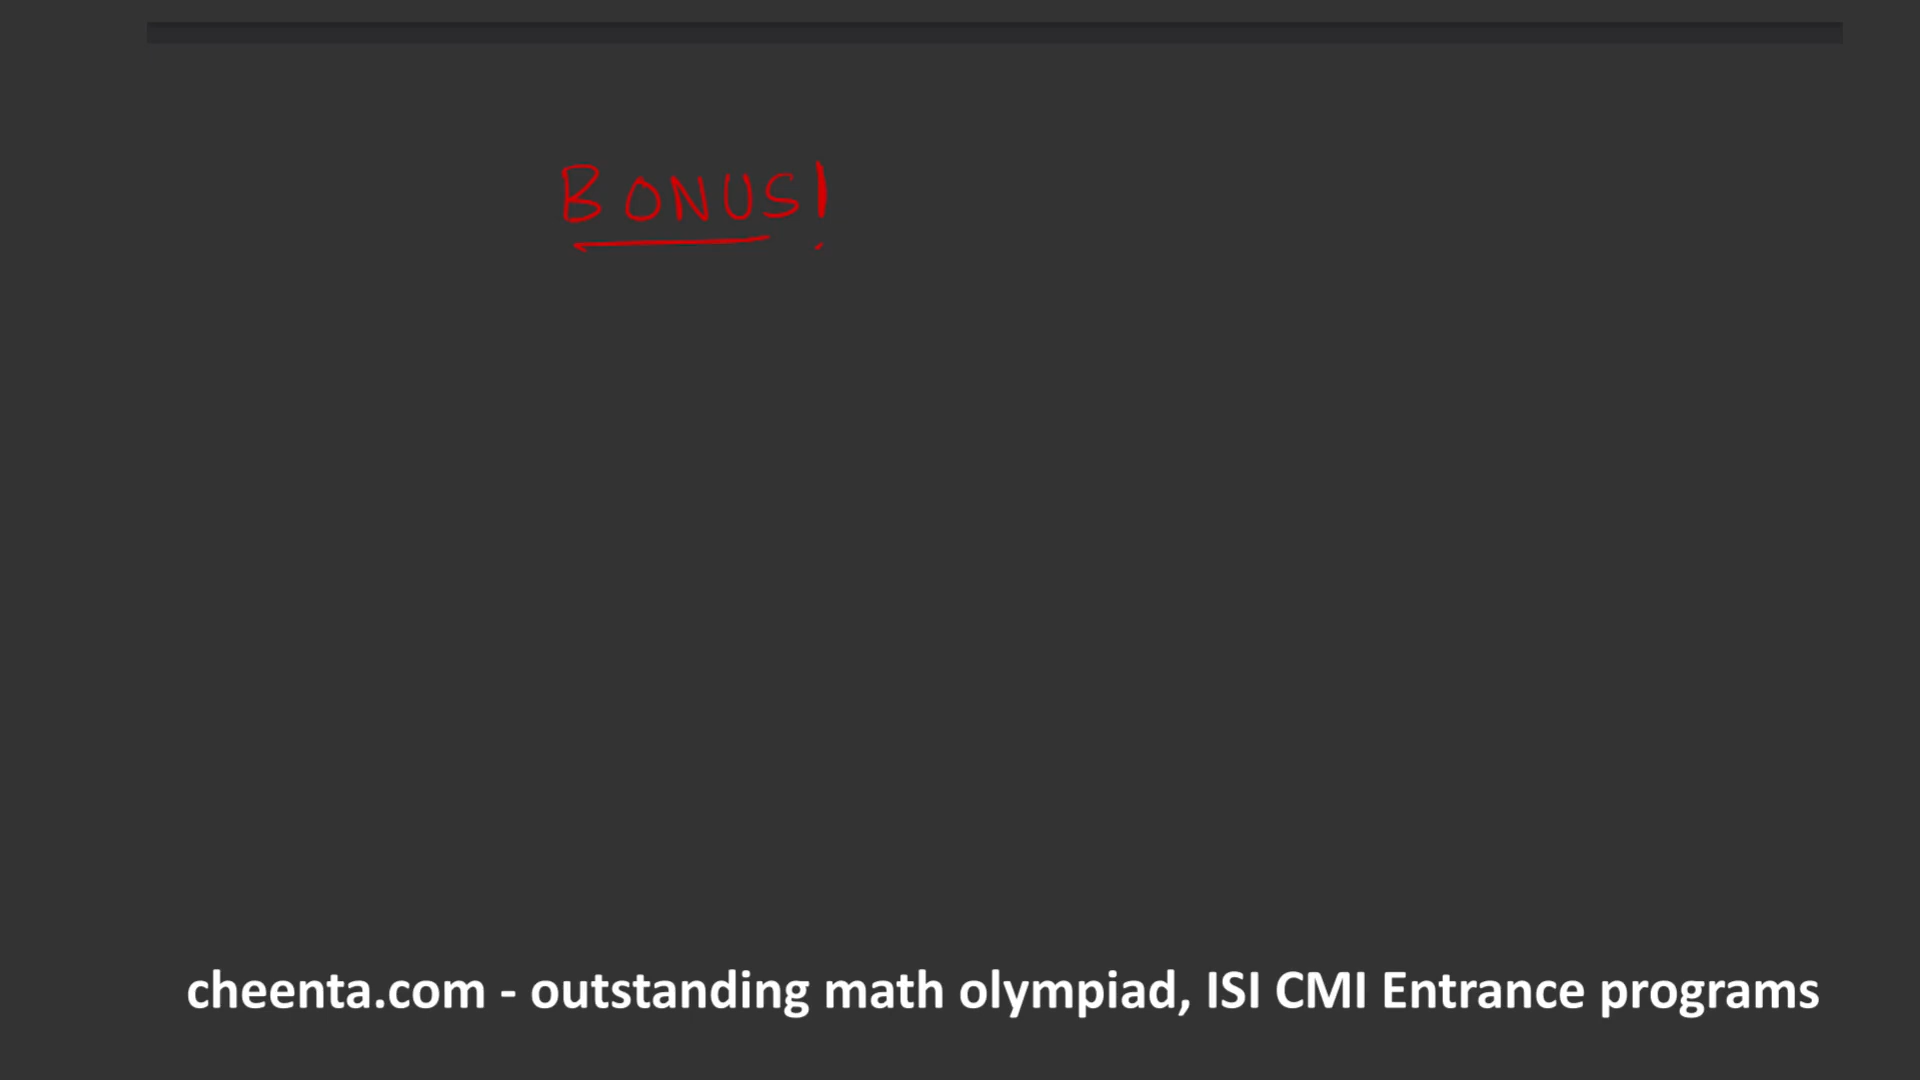 BONUS!
cheenta.com - outstanding math olympiad, ISI CMI Entrance programs